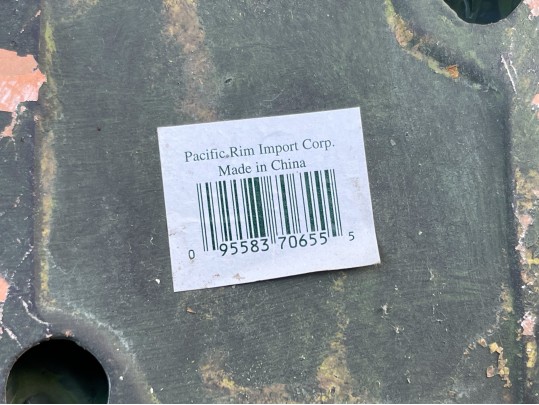 Pacific Rim Import Corp.
Made in China
0 95583 70655 5